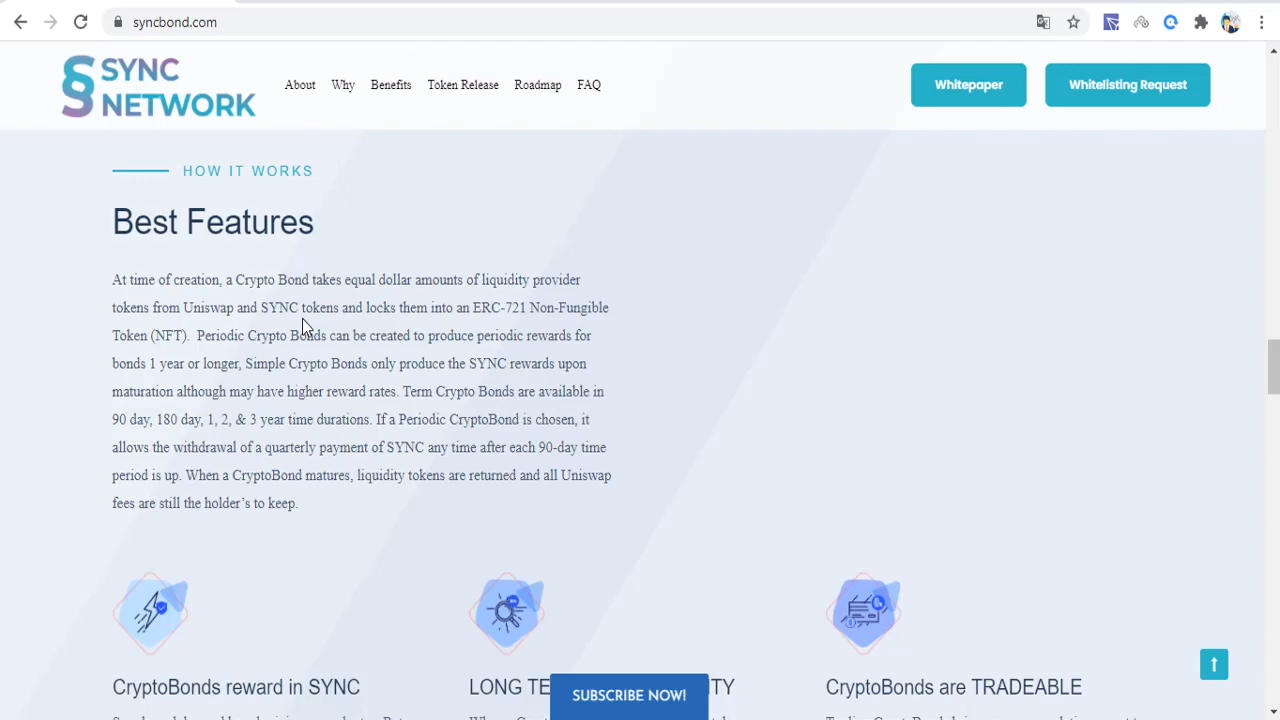 syncbond.com
SYNC
NETWORK
About Why Benefits Token Release Roadmap FAQ
Whitepaper
Whitelisting Request
HOW IT WORKS
Best Features
At time of creation, a Crypto Bond takes equal dollar amounts of liquidity provider
tokens from Uniswap and SYNC tokens and locks them into an ERC-721 Non-Fungible
Token (NFT).  Periodic Crypto Bonds can be created to produce periodic rewards for
bonds 1 year or longer, Simple Crypto Bonds only produce the SYNC rewards upon
maturation although may have higher reward rates. Term Crypto Bonds are available in
90 day, 180 day, 1, 2, & 3 year time durations. If a Periodic CryptoBond is chosen, it
allows the withdrawal of a quarterly payment of SYNC any time after each 90-day time
period is up. When a CryptoBond matures, liquidity tokens are returned and all Uniswap
fees are still the holder’s to keep.
CryptoBonds reward in SYNC
LONG
CryptoBonds are TRADEABLE
SUBSCRIBE NOW!